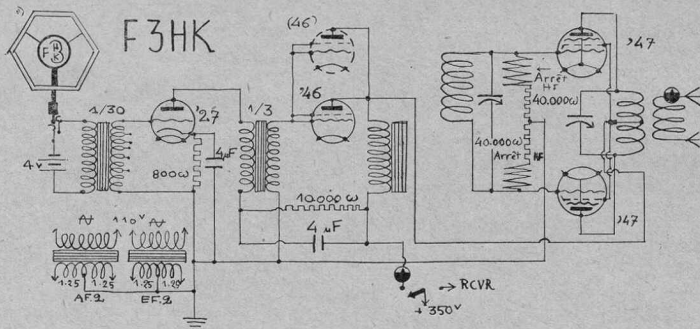 F3HK
F
H
K
4v
1/30
'27
800ω
4µF
1/3
(46)
'46
10.000 ω
4 µF
'47
Arrêt
HF
40.000ω
40.000ω
Arrêt HF
'47
110v
1.25 1.25
AF.2
1.25 1.25
EF.2
RCVR
+ 350v